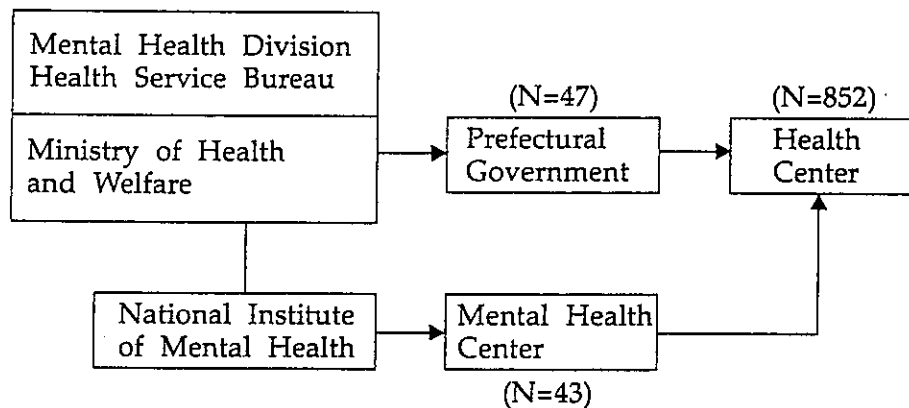 Mental Health Division
Health Service Bureau
Ministry of Health
and Welfare
(N=47)
Prefectural
Government
(N=852)
Health
Center
National Institute
of Mental Health
Mental Health
Center
(N=43)